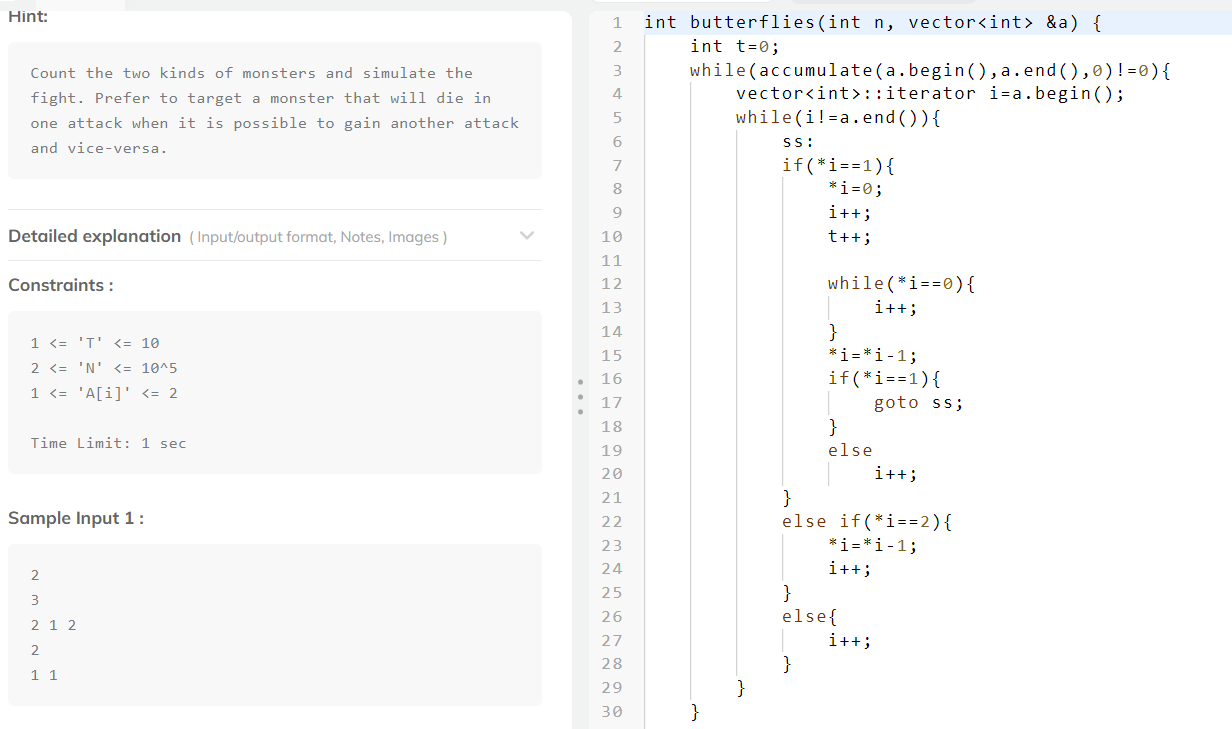 Hint:
Count the two kinds of monsters and simulate the
fight. Prefer to target a monster that will die in
one attack when it is possible to gain another attack
and vice-versa.
Detailed explanation ( Input/output format, Notes, Images )
Constraints :
1 <= 'T' <= 10
2 <= 'N' <= 10^5
1 <= 'A[i]' <= 2
Time Limit: 1 sec
Sample Input 1 :
2
3
2 1 2
2
1 1
1 int butterflies(int n, vector<int> &a) {
2     int t=0;
3     while(accumulate(a.begin(),a.end(),0)!=0){
4         vector<int>::iterator i=a.begin();
5         while(i!=a.end()){
6             ss:
7             if(*i==1){
8                 *i=0;
9                 i++;
10                 t++;
11
12                 while(*i==0){
13                     i++;
14                 }
15                 *i=*i-1;
16                 if(*i==1){
17                     goto ss;
18                 }
19                 else
20                     i++;
21             }
22             else if(*i==2){
23                 *i=*i-1;
24                 i++;
25             }
26             else{
27                 i++;
28             }
29         }
30     }